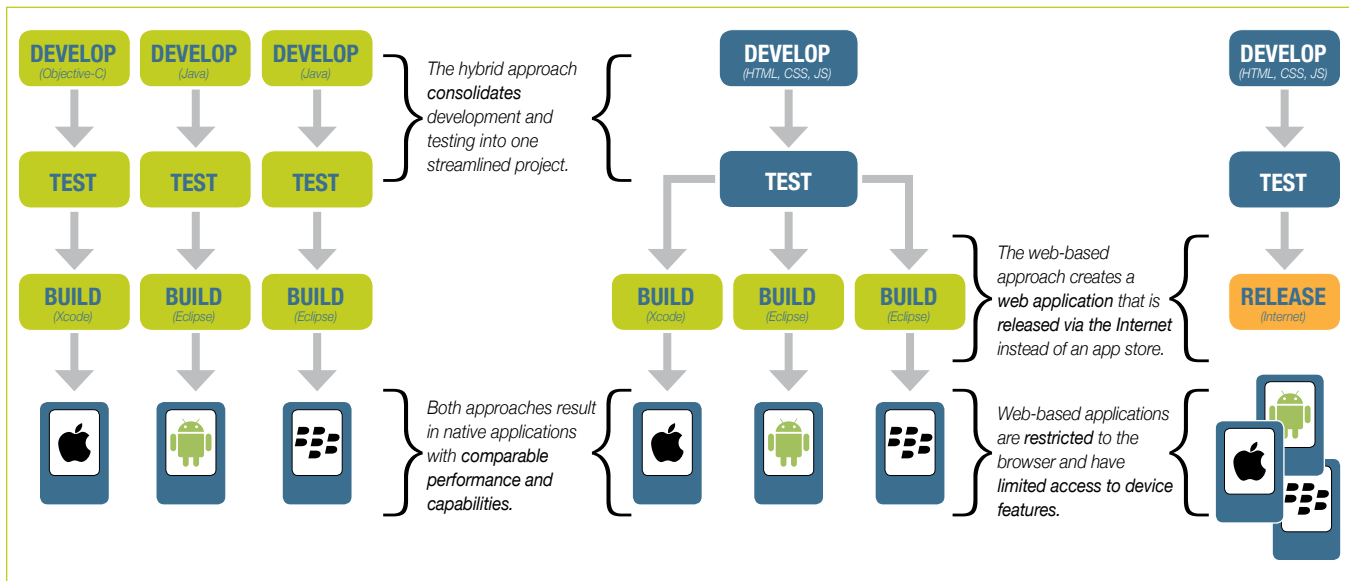 DEVELOP
(Objective-C)
DEVELOP
(Java)
DEVELOP
(Java)
TEST
TEST
TEST
BUILD
(Xcode)
BUILD
(Eclipse)
BUILD
(Eclipse)
The hybrid approach
consolidates
development and
testing into one
streamlined project.
Both approaches result
in native applications
with comparable
performance and
capabilities.
DEVELOP
(HTML, CSS, JS)
TEST
BUILD
(Xcode)
BUILD
(Eclipse)
BUILD
(Eclipse)
The web-based
approach creates a
web application that is
released via the Internet
instead of an app store.
Web-based applications
are restricted to the
browser and have
limited access to device
features.
DEVELOP
(HTML, CSS, JS)
TEST
RELEASE
(Internet)